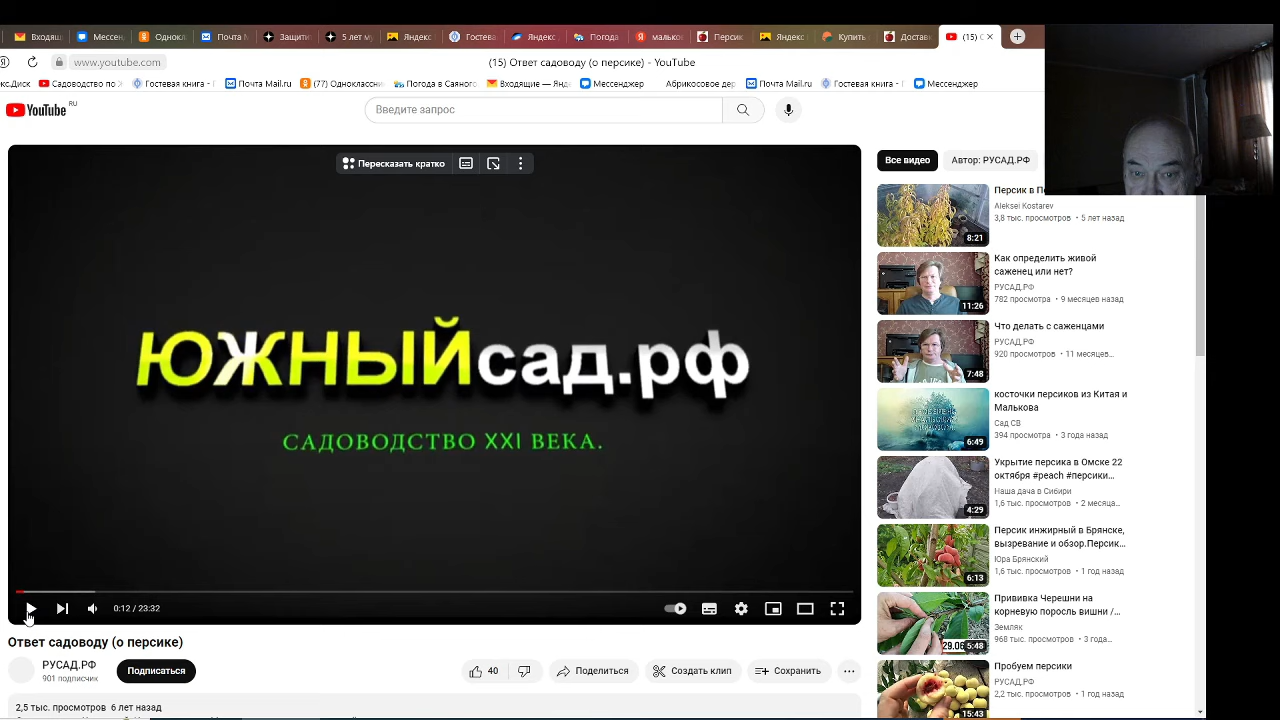 Входящ
Мессен
Однокл
Почта М
Защити
5 лет му
Яндекс
Гостева
Яндекс
Погода
малько
Персик
Яндекс
Купить
Достав
(15) О
www.youtube.com
(15) Ответ садоводу (о персике) - YouTube
кс.Диск
Садоводство по
Гостевая книга -
Почта Mail.ru
(77) Одноклассни
Погода в Саяного
Входящие — Янд
Мессенджер
Абрикосовое дер
Почта Mail.ru
Гостевая книга -
Мессенджер
YouTube RU
Введите запрос
Пересказать кратко
Все видео
Автор: РУСАД.РФ
ЮЖНЫЙсад.рф
САДОВОДСТВО XXI ВЕКА.
0:12 / 23:32
Ответ садоводу (о персике)
РУСАД.РФ
901 подписчик
Подписаться
40
Поделиться
Создать клип
Сохранить
2,5 тыс. просмотров 6 лет назад
Персик в П
Aleksei Kostarev
3,8 тыс. просмотров • 5 лет назад
8:21
Как определить живой
саженец или нет?
РУСАД.РФ
782 просмотра • 9 месяцев назад
11:26
Что делать с саженцами
РУСАД.РФ
920 просмотров • 11 месяцев...
7:48
косточки персиков из Китая и
Малькова
Сад СВ
394 просмотра • 3 года назад
6:49
Укрытие персика в Омске 22
октября #peach #персики...
Наша дача в Сибири
1,6 тыс. просмотров • 2 месяца...
4:29
Персик инжирный в Брянске,
вызревание и обзор.Персик...
Юра Брянский
1,6 тыс. просмотров • 1 год назад
6:13
Прививка Черешни на
корневую поросль вишни /...
Земляк
968 тыс. просмотров • 3 года...
29.06
5:48
Пробуем персики
РУСАД.РФ
2,2 тыс. просмотров • 1 год назад
15:43